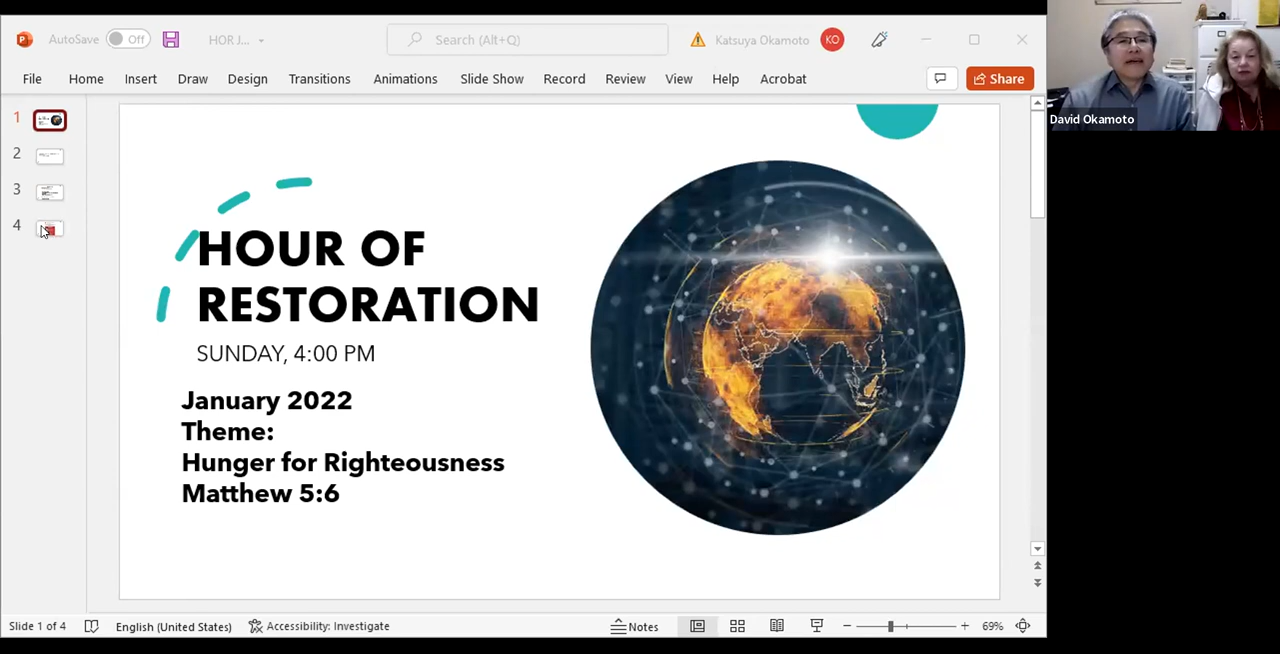 AutoSave Off HOR J... Search (Alt+Q) Katsuya Okamoto KO
File Home Insert Draw Design Transitions Animations Slide Show Record Review View Help Acrobat Share
David Okamoto
1
2
3
4
HOUR OF
RESTORATION
SUNDAY, 4:00 PM
January 2022
Theme:
Hunger for Righteousness
Matthew 5:6
Slide 1 of 4 English (United States) Accessibility: Investigate Notes 69%